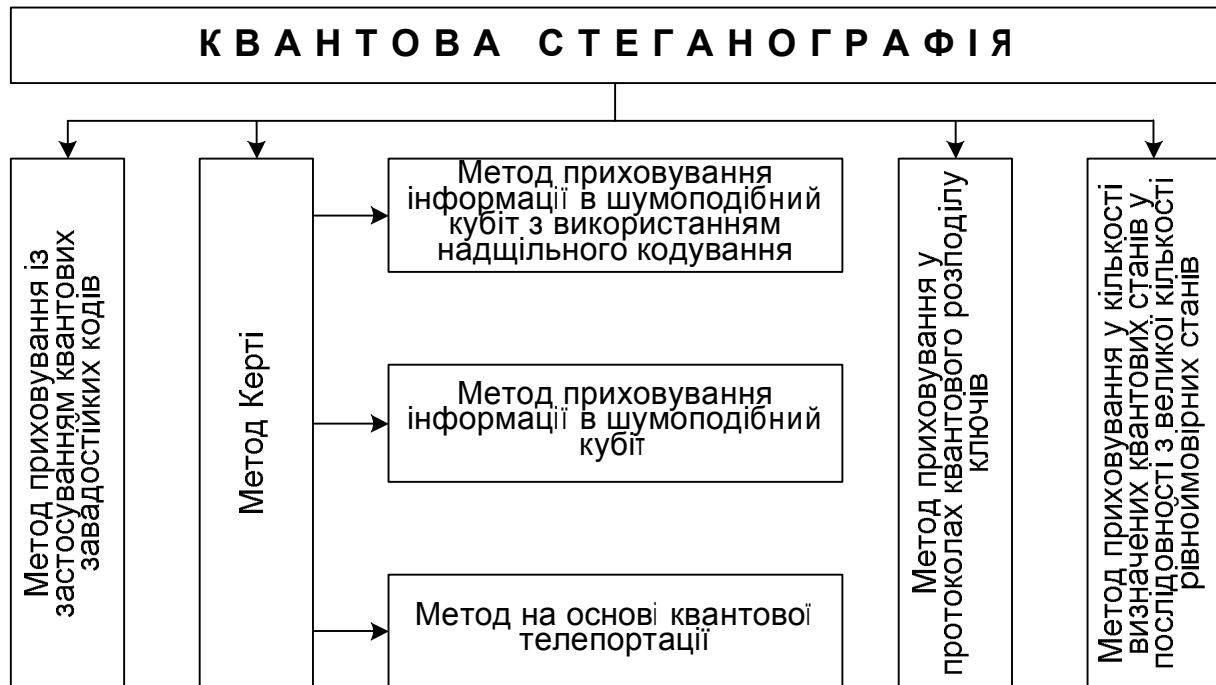 КВАНТОВА СТЕГАНОГРАФІЯ
Метод приховування із
застосуванням квантових
завадостійких кодів
Метод Керті
Метод приховування
інформації в шумоподібний
кубіт з використанням
надщільного кодування
Метод приховування
інформації в шумоподібний
кубіт
Метод на основі квантової
телепортації
Метод приховування у
протоколах квантового розподілу
ключів
Метод приховування у кількості
визначених квантових станів у
послідовності з великої кількості
рівноймовірних станів